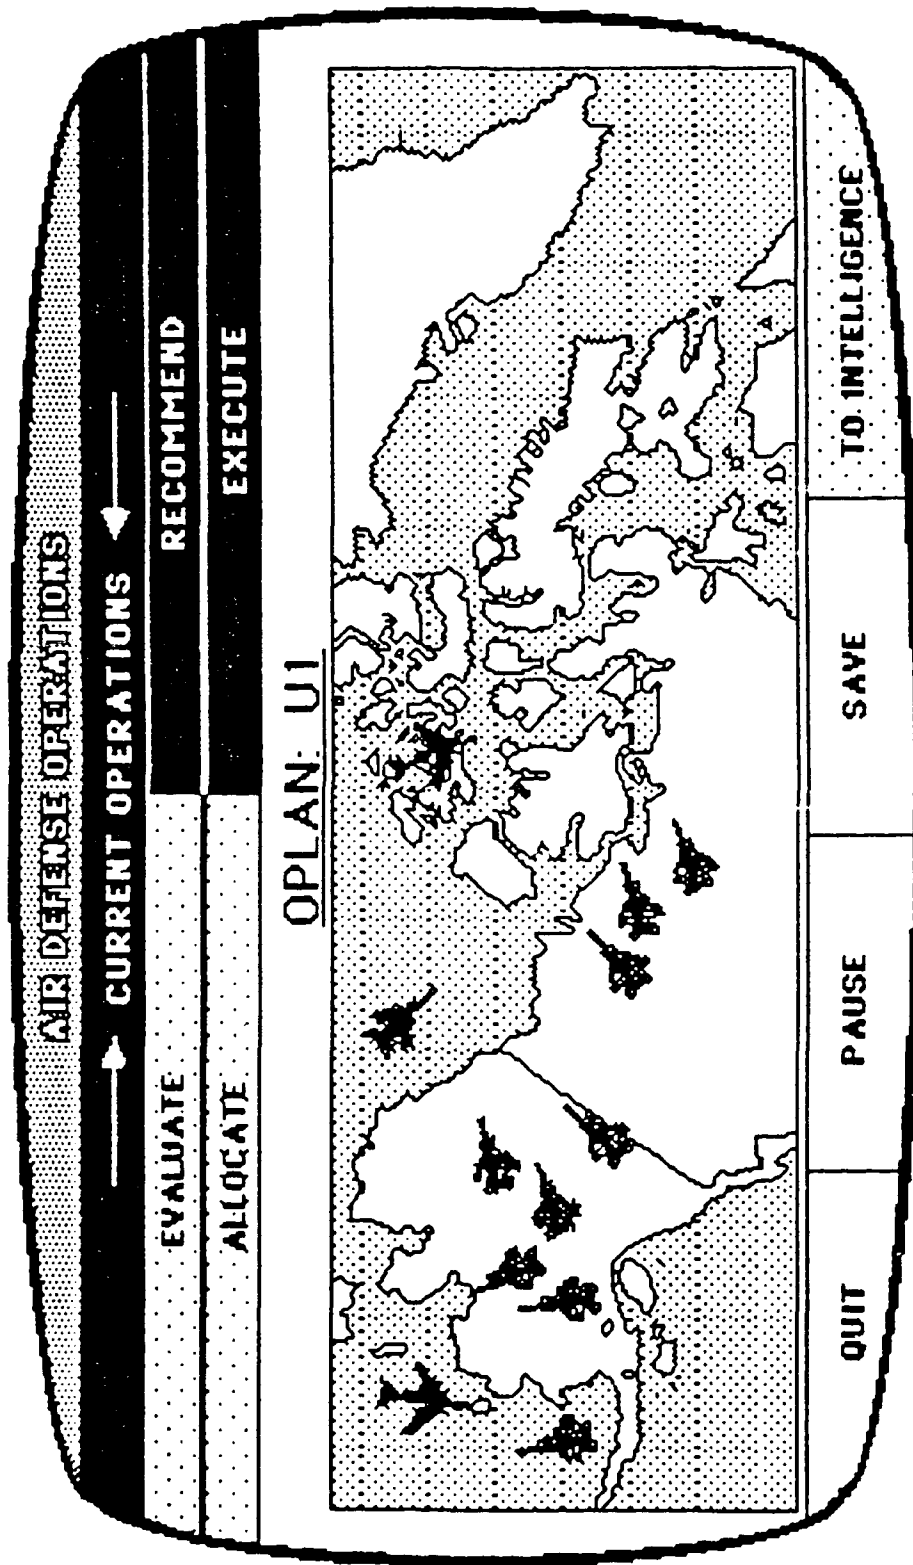 AIR DEFENSE OPERATIONS
CURRENT OPERATIONS
EVALUATE RECOMMEND
ALLOCATE EXECUTE
OPLAN: U1
QUIT PAUSE SAVE TO INTELLIGENCE